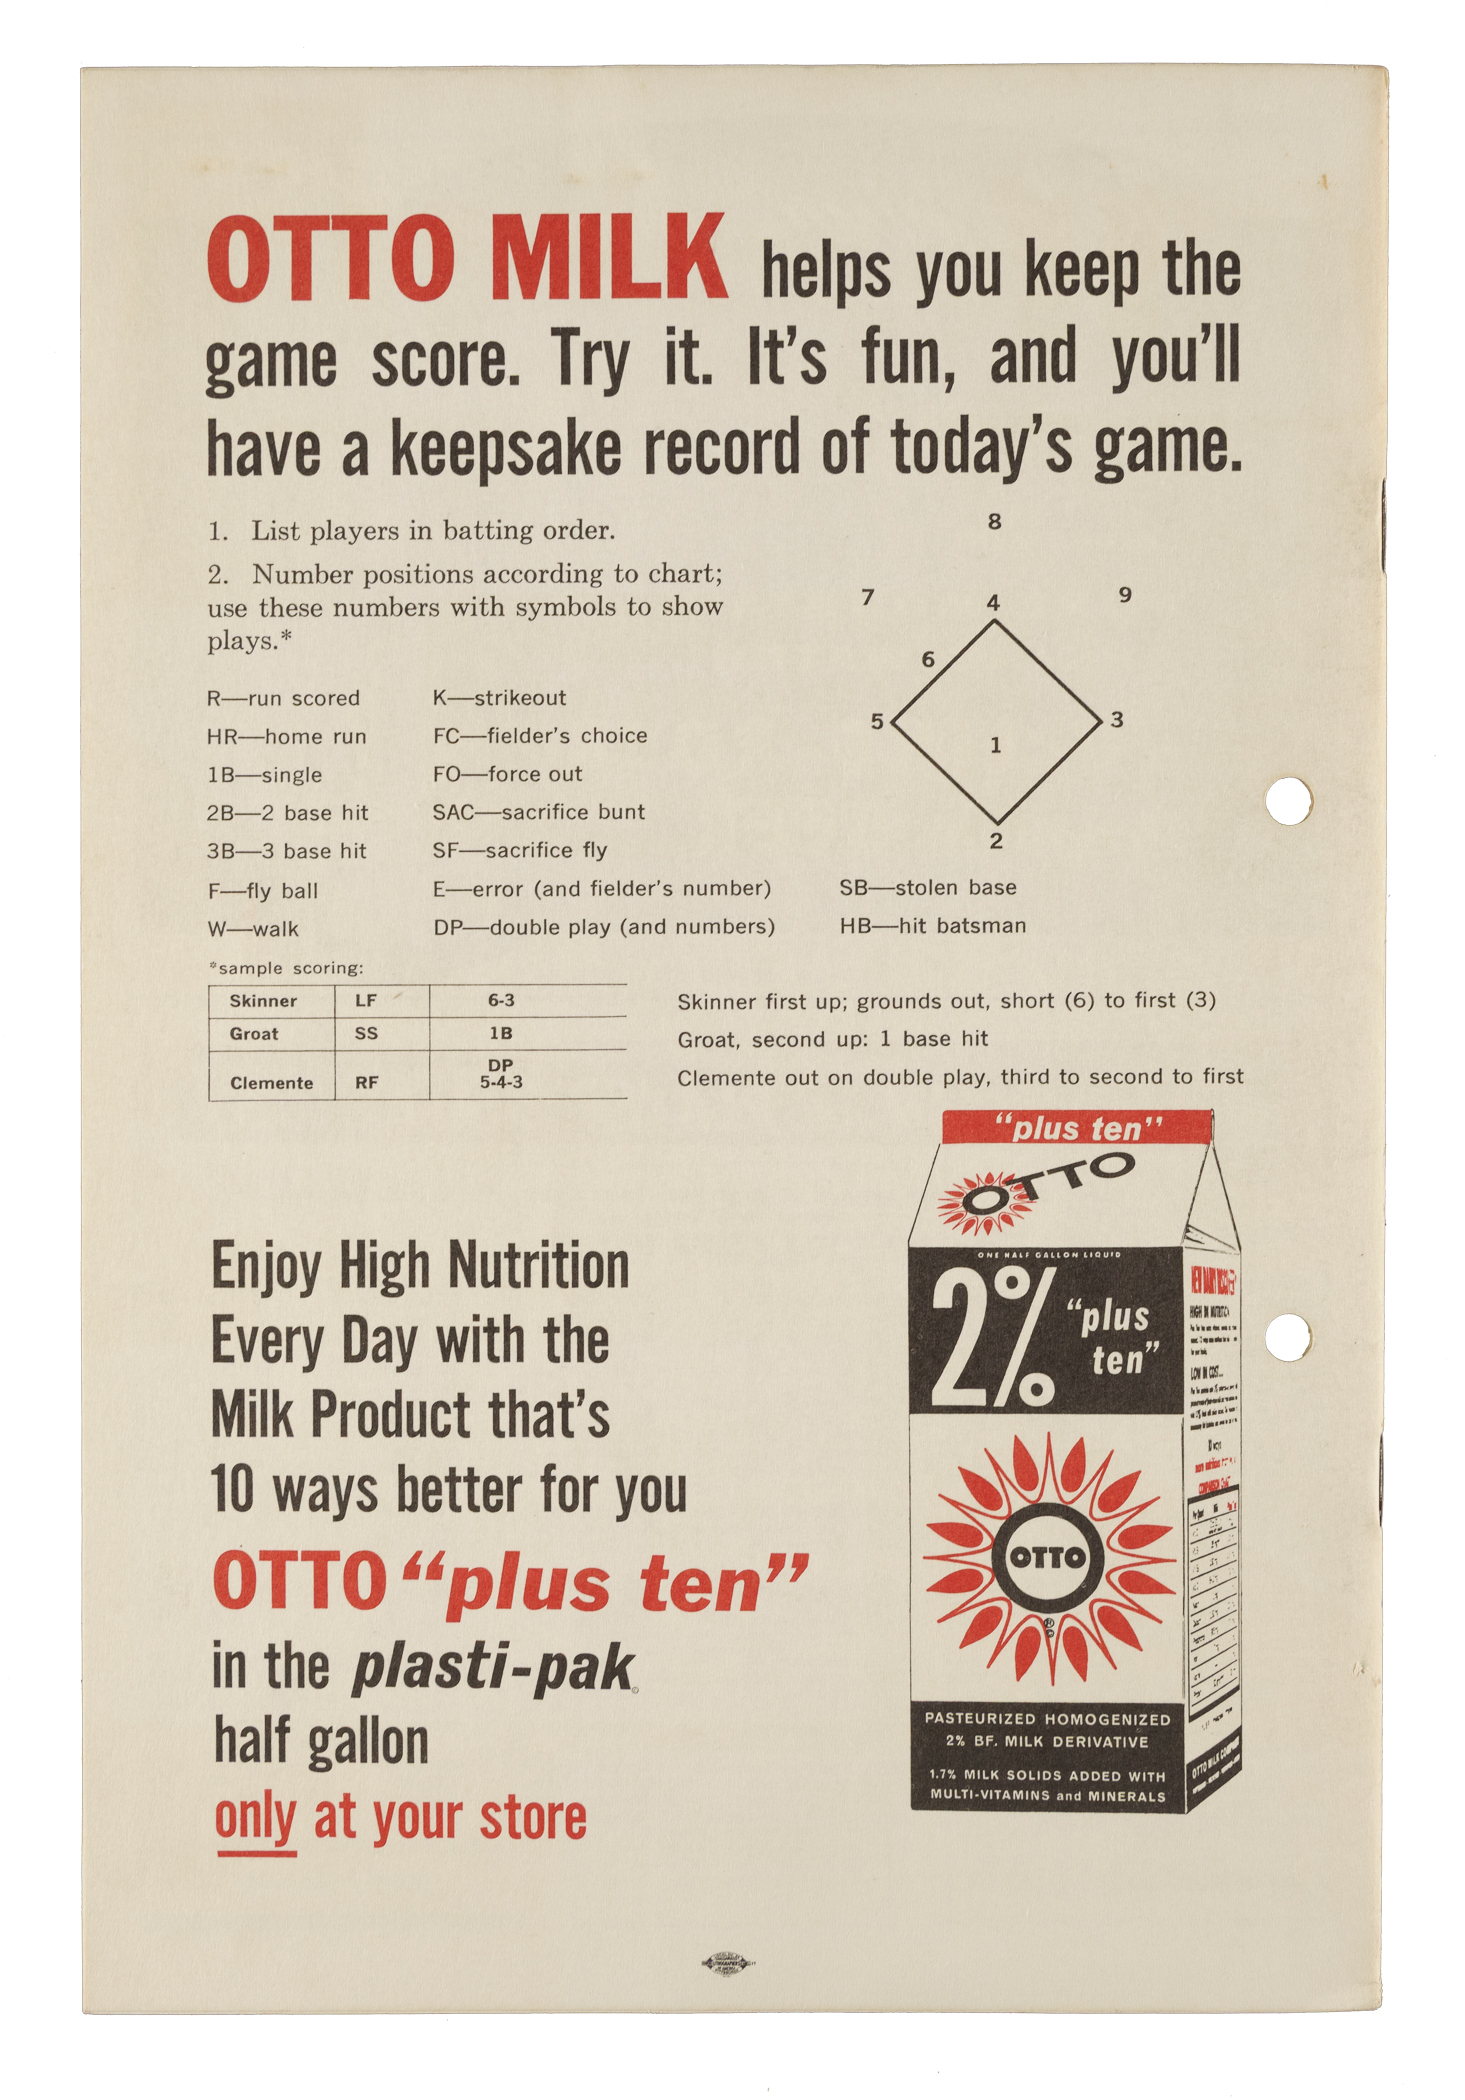 OTTO MILK helps you keep the
game score. Try it. It's fun, and you'll
have a keepsake record of today's game.
1. List players in batting order.
2. Number positions according to chart;
use these numbers with symbols to show
plays.*
8
7
4
9
6
5
3
1
2
R—run scored
HR—home run
1B—single
2B—2 base hit
3B—3 base hit
F—fly ball
W—walk
K—strikeout
FC—fielder's choice
FO—force out
SAC—sacrifice bunt
SF—sacrifice fly
E—error (and fielder's number)
DP—double play (and numbers)
SB—stolen base
HB—hit batsman
*sample scoring:
Skinner LF 6-3
Groat SS 1B
Clemente RF DP
5-4-3
Skinner first up; grounds out, short (6) to first (3)
Groat, second up: 1 base hit
Clemente out on double play, third to second to first
Enjoy High Nutrition
Every Day with the
Milk Product that's
10 ways better for you
OTTO "plus ten"
in the plasti-pak®
half gallon
only at your store
"plus ten"
OTTO
ONE HALF GALLON LIQUID
2% "plus
ten"
OTTO
PASTEURIZED HOMOGENIZED
2% BF. MILK DERIVATIVE
1.7% MILK SOLIDS ADDED WITH
MULTI-VITAMINS and MINERALS
HIGH IN
LOW IN COST
OTTO MILK COMPANY